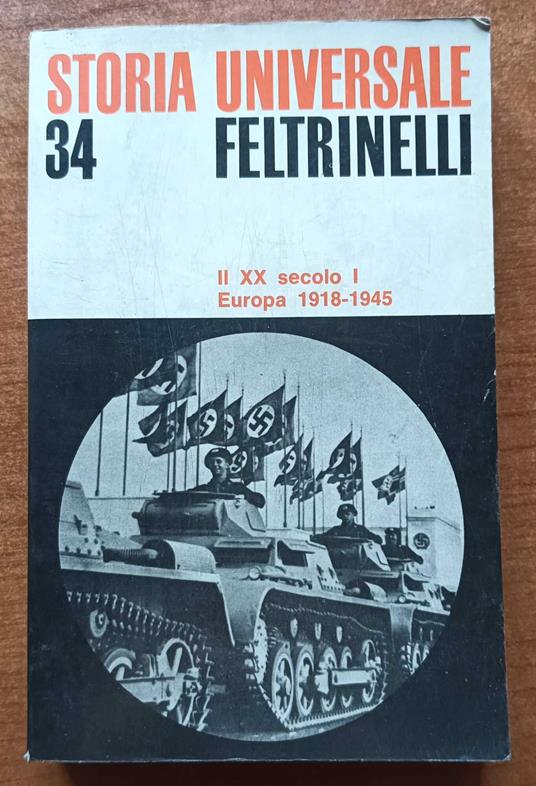 STORIA UNIVERSALE
34 FELTRINELLI
Il XX secolo I
Europa 1918-1945